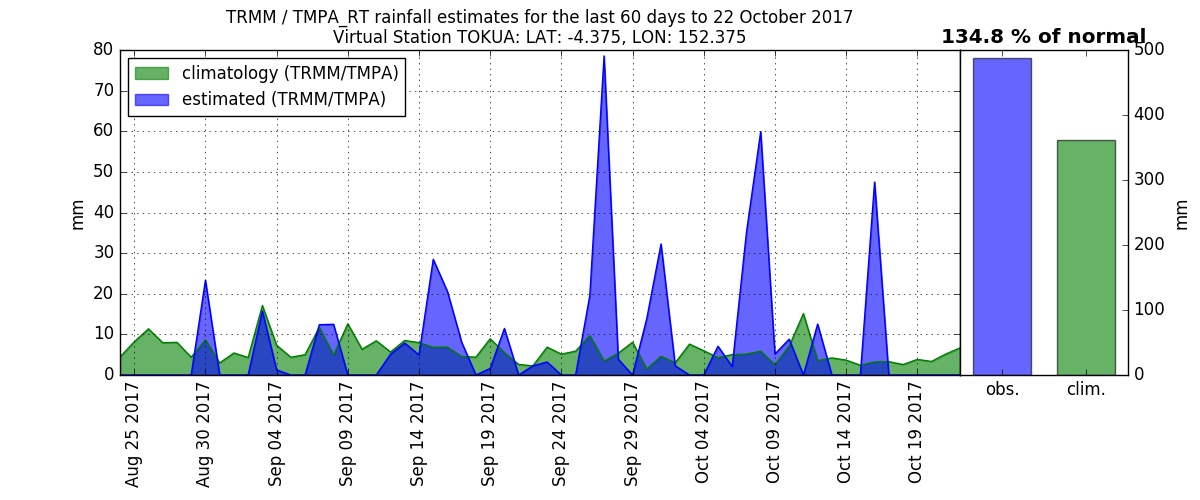 TRMM / TMPA_RT rainfall estimates for the last 60 days to 22 October 2017
Virtual Station TOKUA: LAT: -4.375, LON: 152.375
134.8 % of normal
climatology (TRMM/TMPA)
estimated (TRMM/TMPA)
mm
80
70
60
50
40
30
20
10
0
Aug 25 2017
Aug 30 2017
Sep 04 2017
Sep 09 2017
Sep 14 2017
Sep 19 2017
Sep 24 2017
Sep 29 2017
Oct 04 2017
Oct 09 2017
Oct 14 2017
Oct 19 2017
500
400
300
200
100
0
mm
obs.
clim.